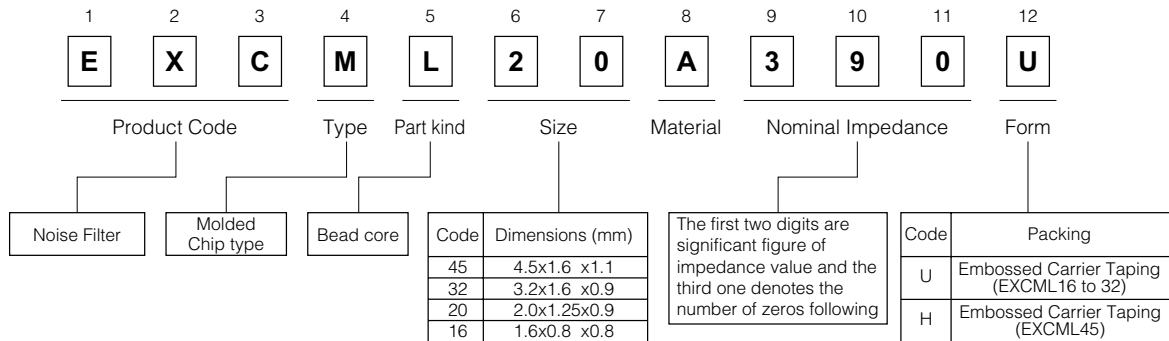 1 2 3 4 5 6 7 8 9 10 11 12
E X C M L 2 0 A 3 9 0 U
Product Code Type Part kind Size Material Nominal Impedance Form
Noise Filter
Molded
Chip type
Bead core
Code Dimensions (mm)
45 4.5x1.6 x1.1
32 3.2x1.6 x0.9
20 2.0x1.25x0.9
16 1.6x0.8 x0.8
The first two digits are
significant figure of
impedance value and the
third one denotes the
number of zeros following
Code Packing
U Embossed Carrier Taping
(EXCML16 to 32)
H Embossed Carrier Taping
(EXCML45)